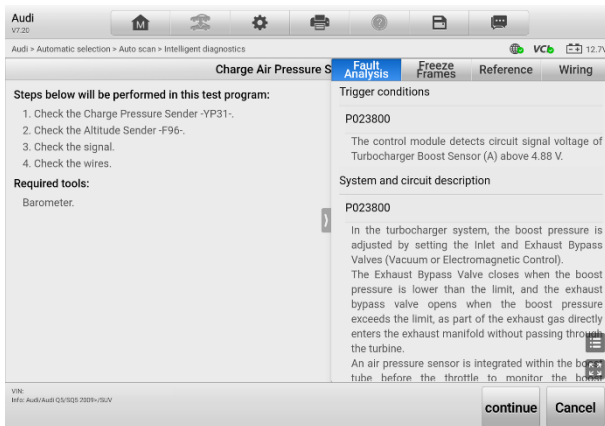 Audi
V7.20
M
?
Audi > Automatic selection > Auto scan > Intelligent diagnostics
VCI
12.7V
Charge Air Pressure S
Fault Analysis
Freeze Frames
Reference
Wiring
Steps below will be performed in this test program:
1. Check the Charge Pressure Sender -YP31-.
2. Check the Altitude Sender -F96-.
3. Check the signal.
4. Check the wires.
Required tools:
Barometer.
Trigger conditions
P023800
The control module detects circuit signal voltage of
Turbocharger Boost Sensor (A) above 4.88 V.
System and circuit description
P023800
In the turbocharger system, the boost pressure is
adjusted by setting the Inlet and Exhaust Bypass
Valves (Vacuum or Electromagnetic Control).
The Exhaust Bypass Valve closes when the boost
pressure is lower than the limit, and the exhaust
bypass valve opens when the boost pressure
exceeds the limit, as part of the exhaust gas directly
enters the exhaust manifold without passing through
the turbine.
An air pressure sensor is integrated within the boost
tube before the throttle to monitor the boost
VIN:
Info: Audi/Audi Q5/SQ5 2009>/SUV
continue
Cancel